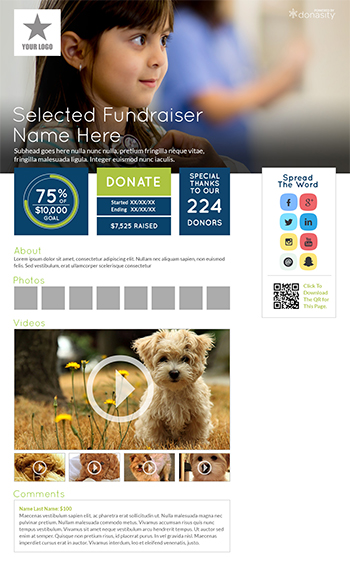 POWERED BY
donasity
YOUR LOGO
Selected Fundraiser
Name Here
Subhead goes here nulla nunc nulla, pretium fringilla neque vitae,
fringilla malesuada ligula. Integer euismod nunc iaculis.
75%
OF
$10,000
GOAL
DONATE
Started XX/XX/XX
Ending XX/XX/XX
$7,525 RAISED
SPECIAL
THANKS
TO OUR
224
DONORS
Spread
The Word
Click To
Download
The QR for
This Page.
About
Lorem ipsum dolor sit amet, consectetur adipiscing elit. Nullam nec aliquam sapien, non euismod
felis. Sed vestibulum, erat ullamcorper scelerisque consectetur
Photos
Videos
Comments
Name Last Name: $100
Maecenas vestibulum sapien elit, ac pharetra erat sollicitudin ut. Nulla malesuada magna nec
pulvinar pretium. Nullam malesuada commodo metus. Vivamus accumsan risus quis nunc
tempus vestibulum. Vivamus sit amet neque vestibulum arcu hendrerit tempus. Ut auctor sed
enim at semper. Quisque non pretium risus, id placerat purus. In vel gravida nisl. Maecenas
imperdiet cursus erat in auctor. Vivamus interdum, leo et eleifend venenatis, justo.